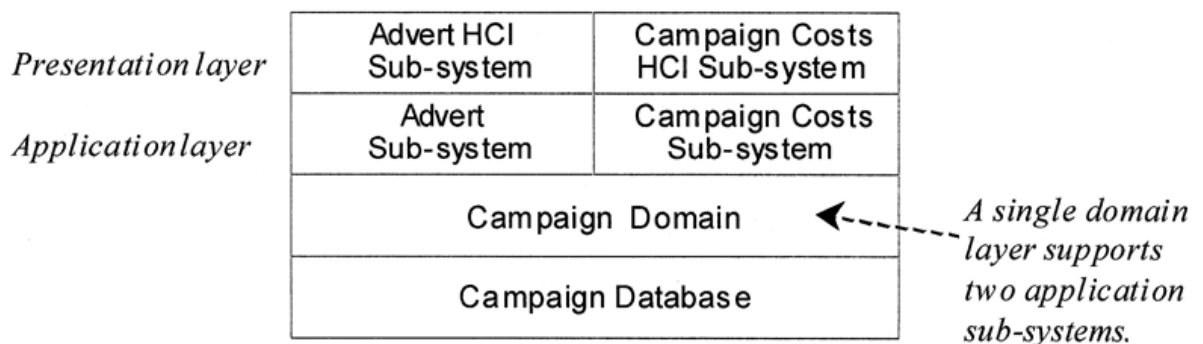 Presentation layer
Advert HCI
Sub-system
Campaign Costs
HCI Sub-system
Application layer
Advert
Sub-system
Campaign Costs
Sub-system
Campaign Domain
A single domain
layer supports
two application
sub-systems.
Campaign Database